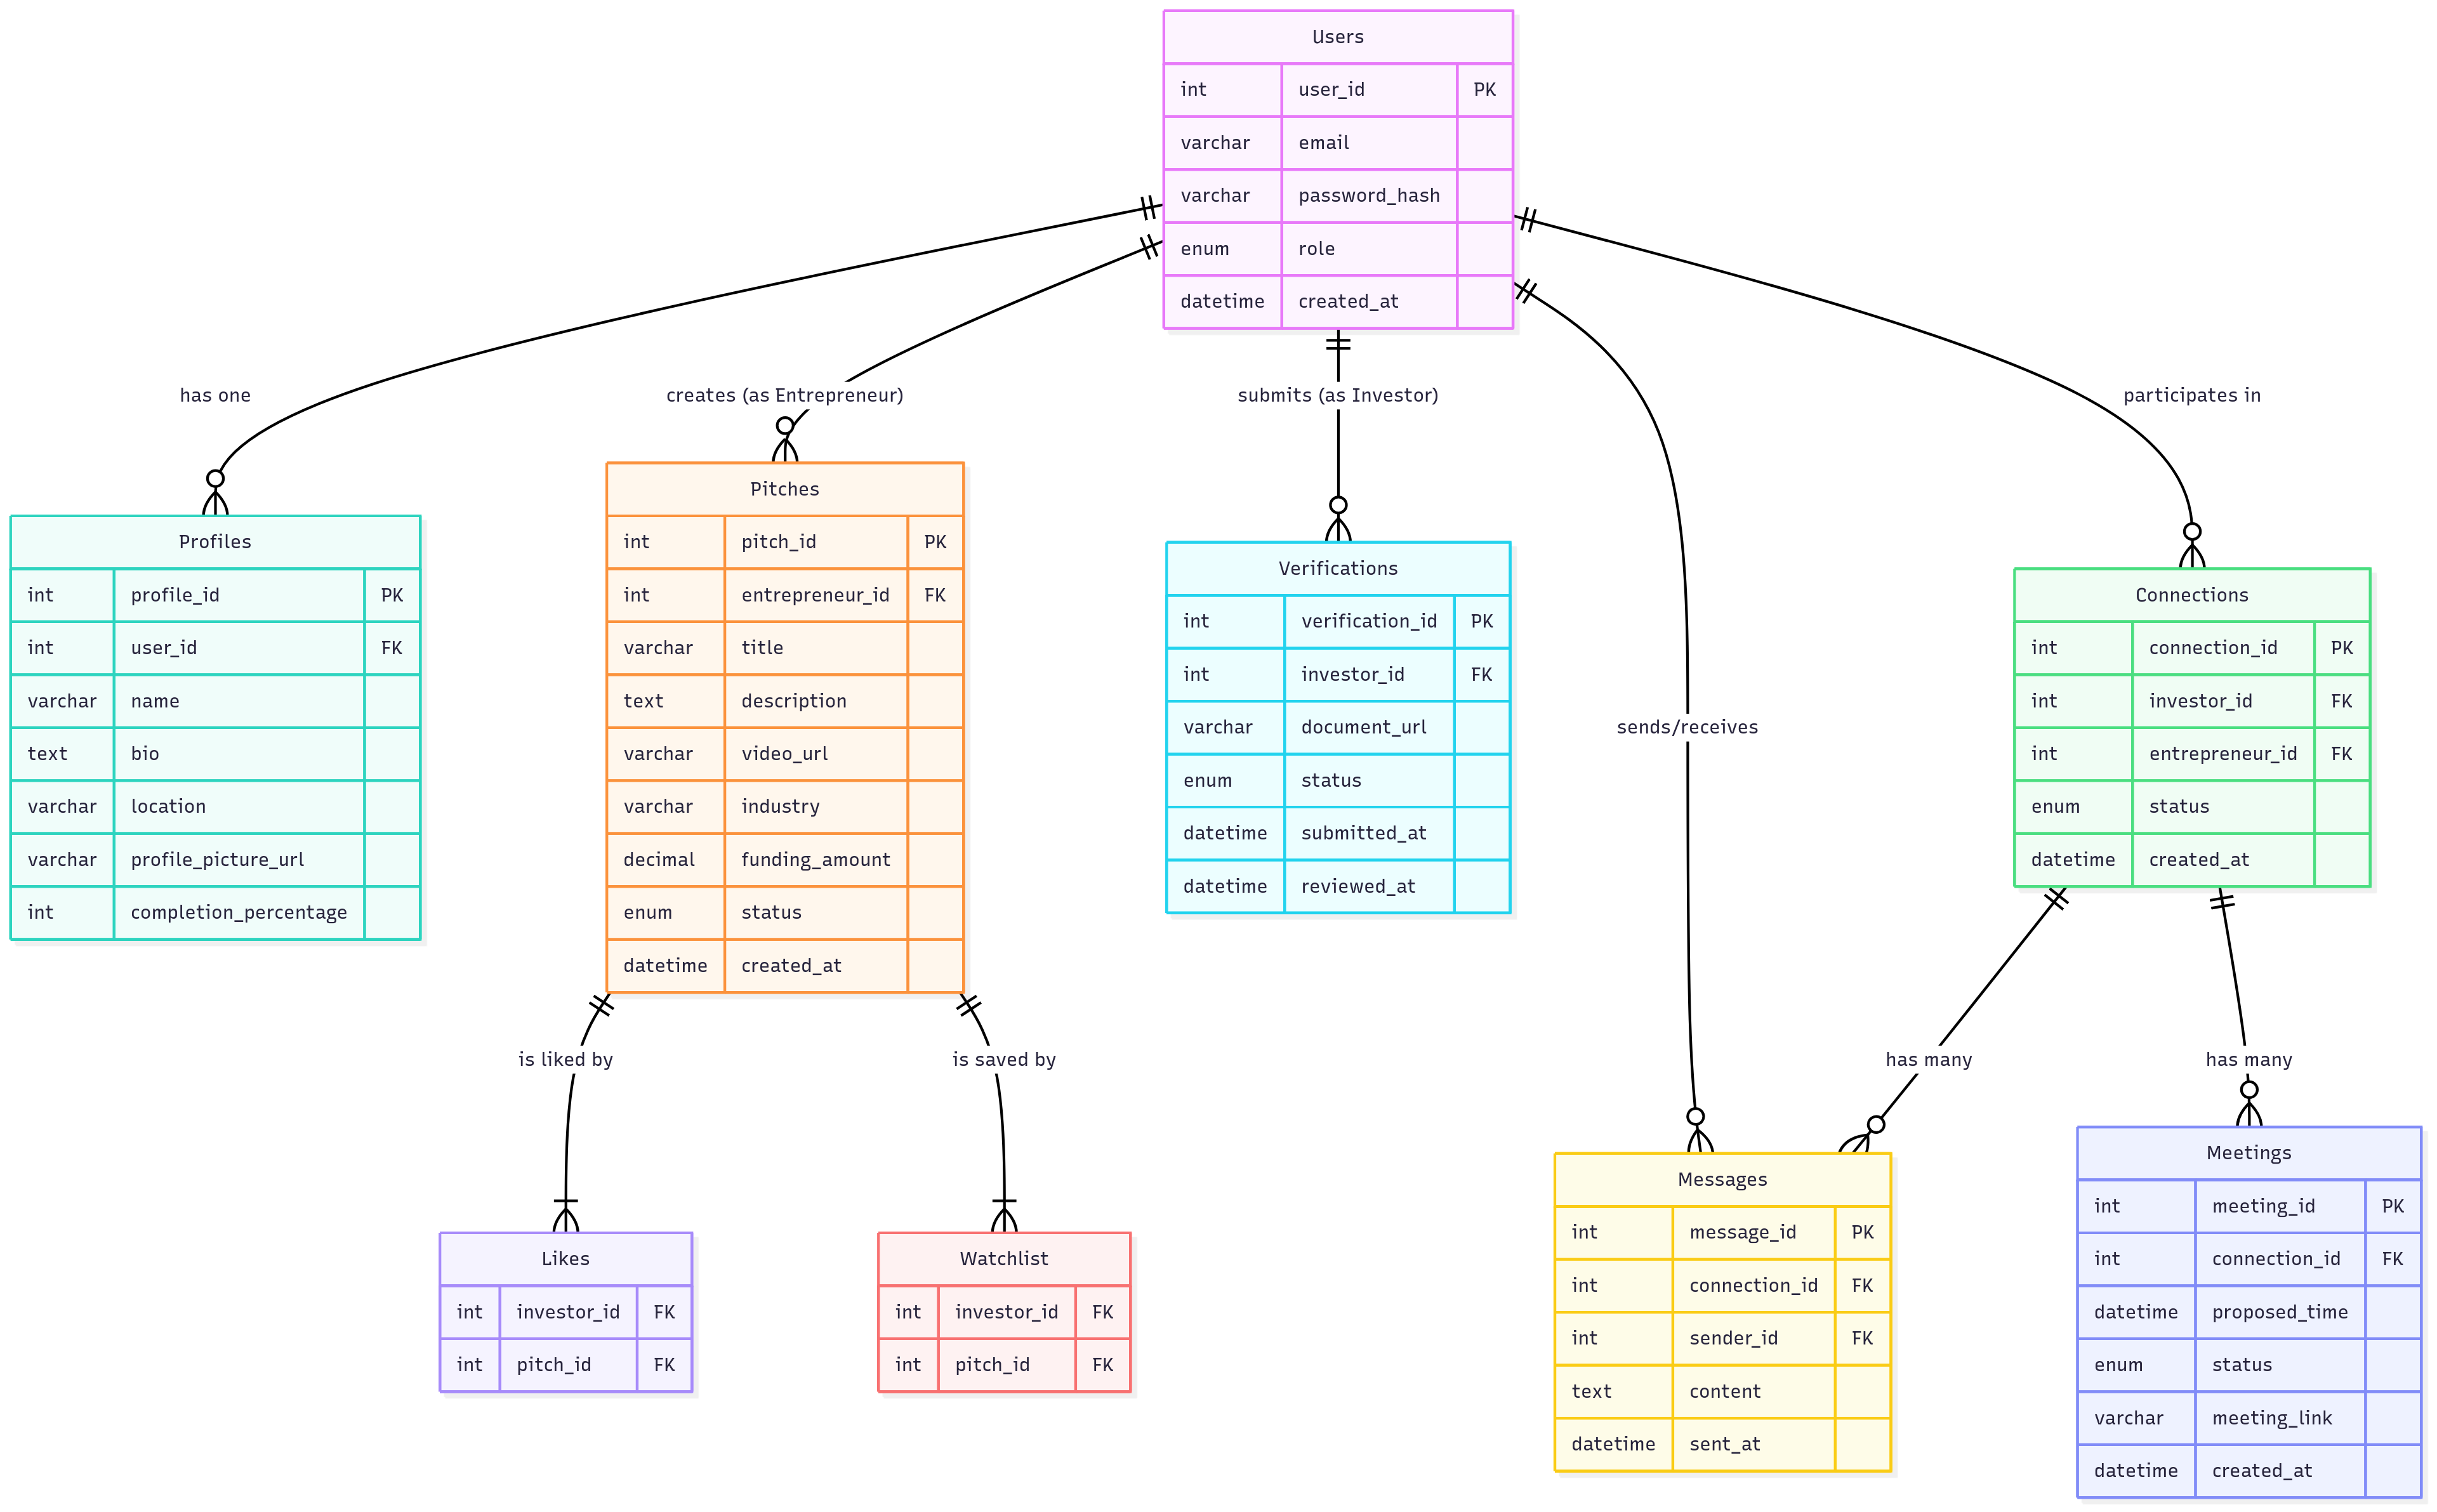 Users
int user_id PK
varchar email
varchar password_hash
enum role
datetime created_at
has one
creates (as Entrepreneur)
submits (as Investor)
participates in
sends/receives
Profiles
int profile_id PK
int user_id FK
varchar name
text bio
varchar location
varchar profile_picture_url
int completion_percentage
Pitches
int pitch_id PK
int entrepreneur_id FK
varchar title
text description
varchar video_url
varchar industry
decimal funding_amount
enum status
datetime created_at
Verifications
int verification_id PK
int investor_id FK
varchar document_url
enum status
datetime submitted_at
datetime reviewed_at
Connections
int connection_id PK
int investor_id FK
int entrepreneur_id FK
enum status
datetime created_at
is liked by
is saved by
has many
has many
Likes
int investor_id FK
int pitch_id FK
Watchlist
int investor_id FK
int pitch_id FK
Messages
int message_id PK
int connection_id FK
int sender_id FK
text content
datetime sent_at
Meetings
int meeting_id PK
int connection_id FK
datetime proposed_time
enum status
varchar meeting_link
datetime created_at